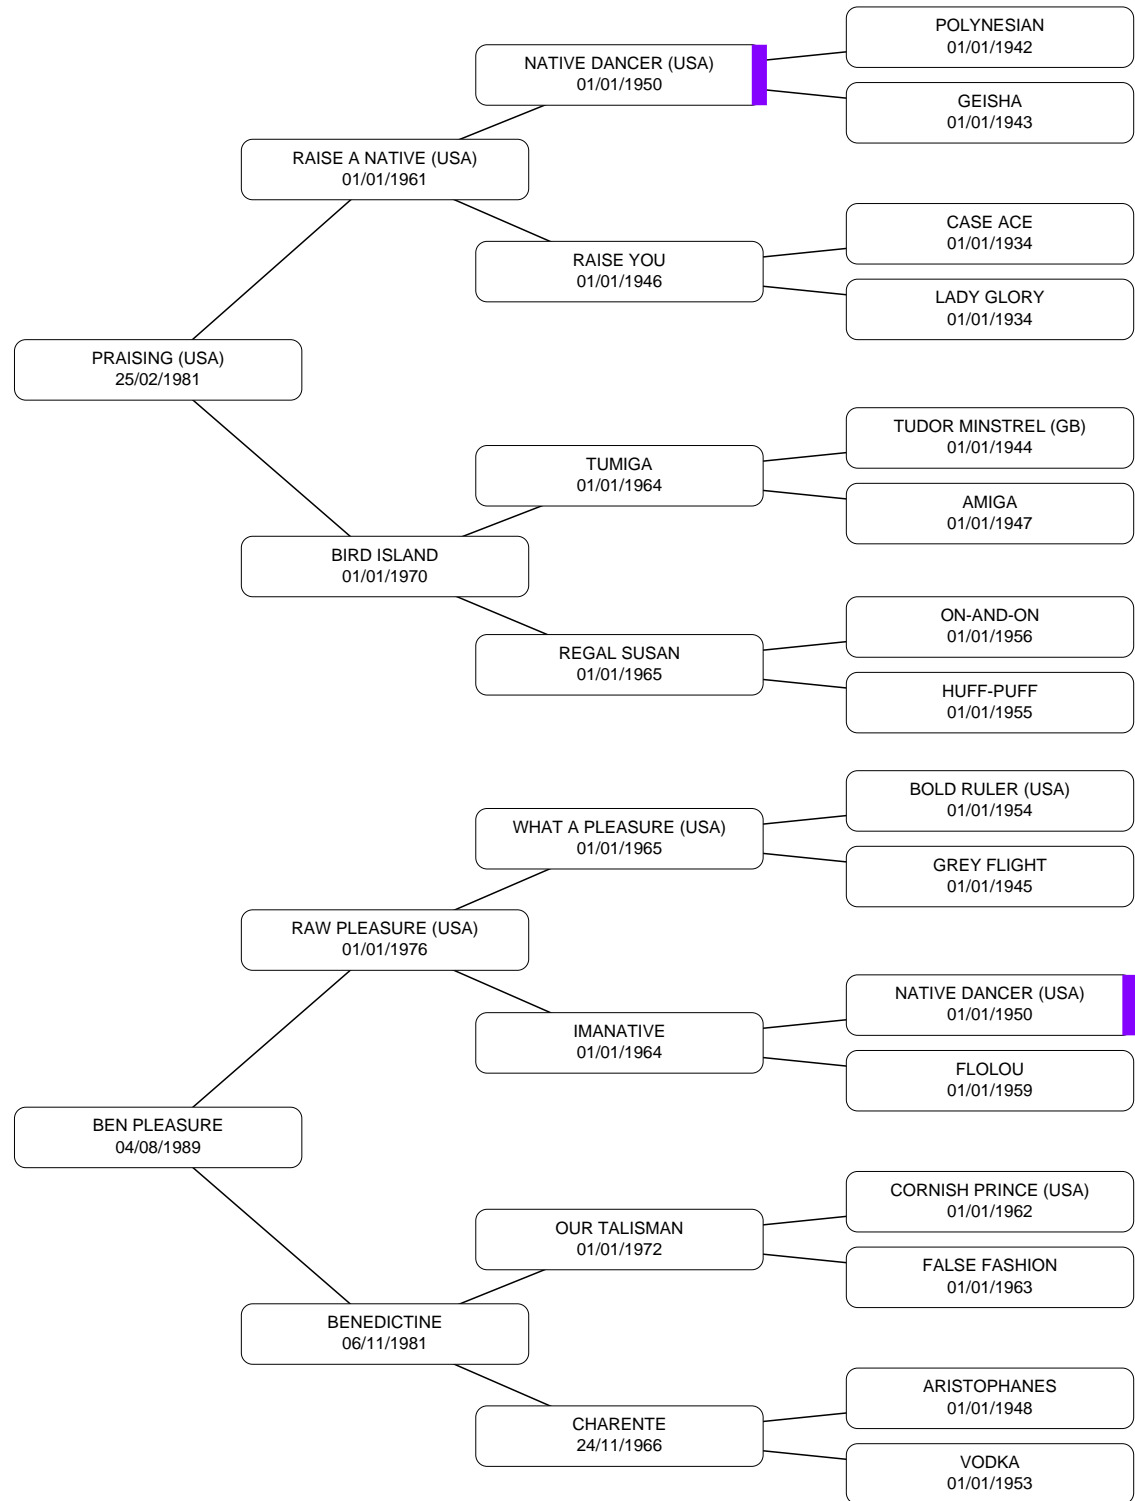 POLYNESIAN
01/01/1942
NATIVE DANCER (USA)
01/01/1950
GEISHA
01/01/1943
RAISE A NATIVE (USA)
01/01/1961
CASE ACE
01/01/1934
RAISE YOU
01/01/1946
LADY GLORY
01/01/1934
PRAISING (USA)
25/02/1981
TUDOR MINSTREL (GB)
01/01/1944
TUMIGA
01/01/1964
AMIGA
01/01/1947
BIRD ISLAND
01/01/1970
ON-AND-ON
01/01/1956
REGAL SUSAN
01/01/1965
HUFF-PUFF
01/01/1955
BOLD RULER (USA)
01/01/1954
WHAT A PLEASURE (USA)
01/01/1965
GREY FLIGHT
01/01/1945
RAW PLEASURE (USA)
01/01/1976
NATIVE DANCER (USA)
01/01/1950
IMANATIVE
01/01/1964
FLOLOU
01/01/1959
BEN PLEASURE
04/08/1989
CORNISH PRINCE (USA)
01/01/1962
OUR TALISMAN
01/01/1972
FALSE FASHION
01/01/1963
BENEDICTINE
06/11/1981
ARISTOPHANES
01/01/1948
CHARENTE
24/11/1966
VODKA
01/01/1953